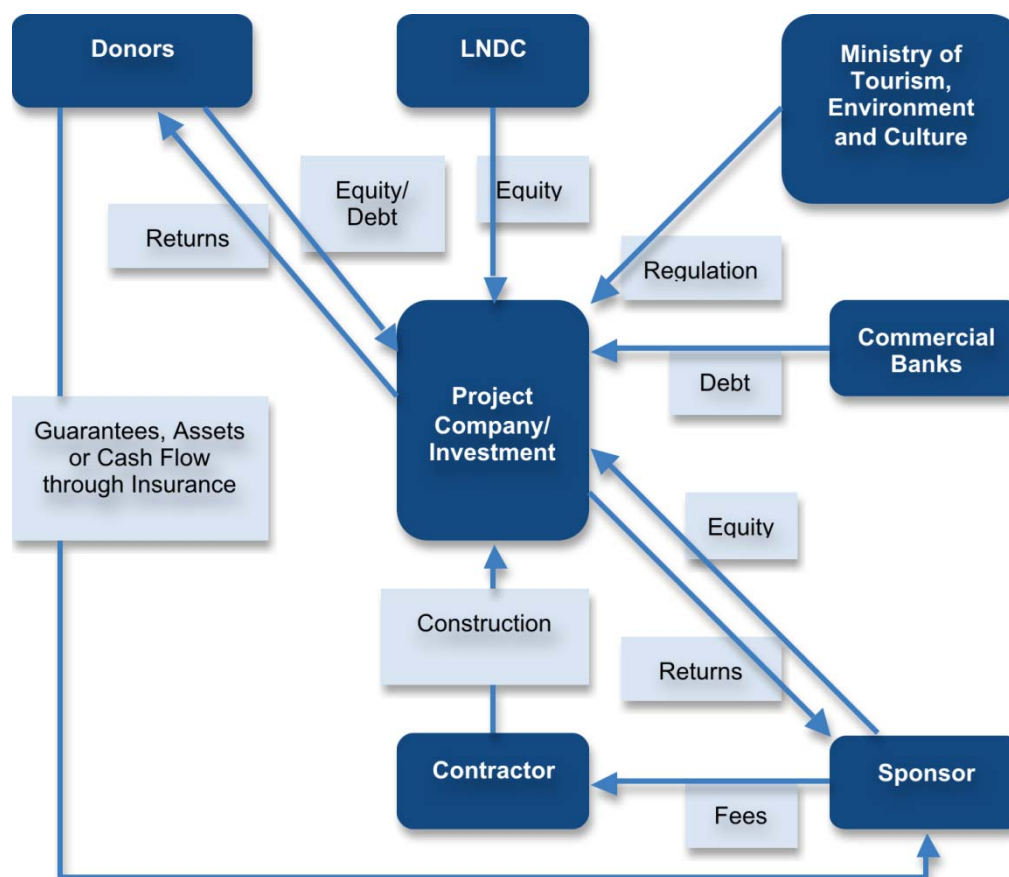 Donors
LNDC
Ministry of
Tourism,
Environment
and Culture
Equity/
Debt
Equity
Returns
Regulation
Commercial
Banks
Debt
Project
Company/
Investment
Guarantees, Assets
or Cash Flow
through Insurance
Equity
Construction
Returns
Contractor
Sponsor
Fees